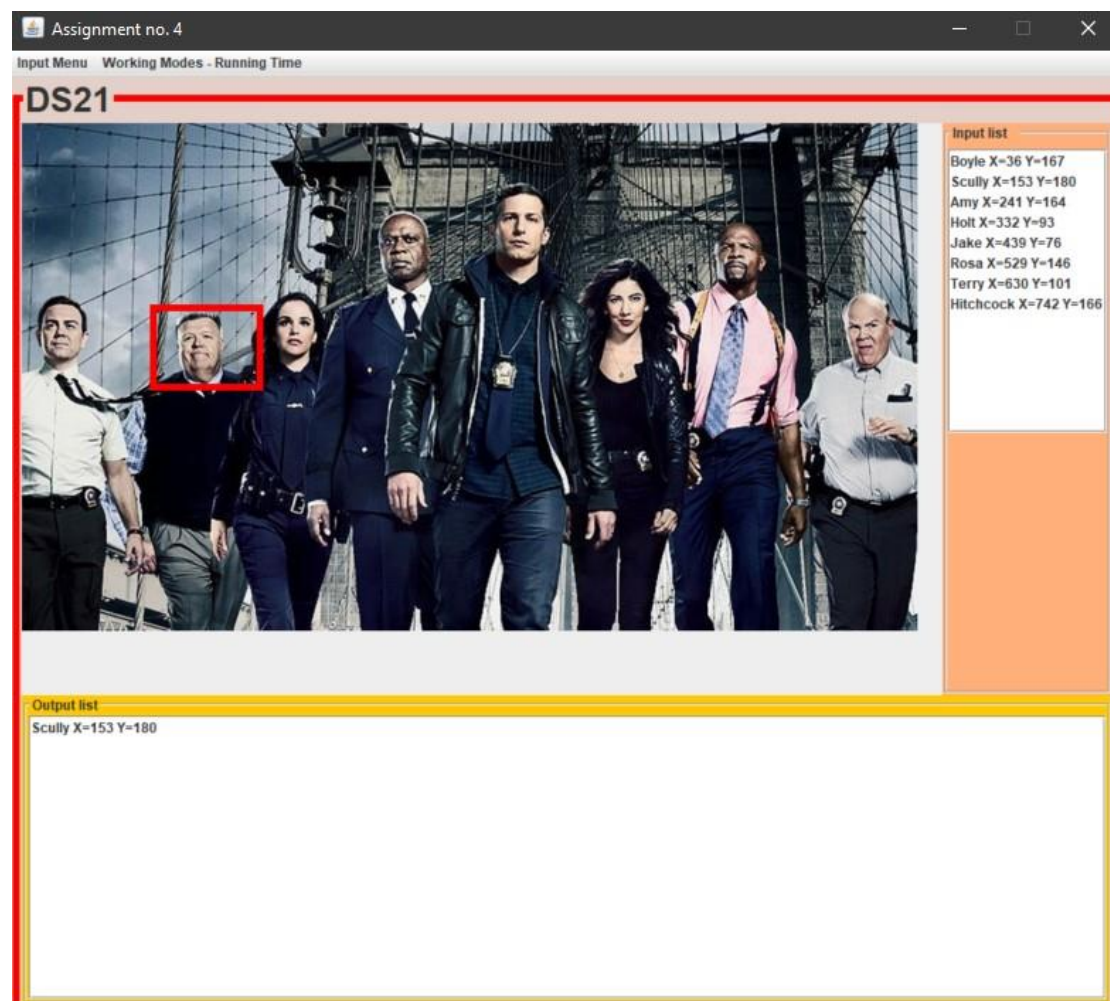 Assignment no. 4
Input Menu Working Modes - Running Time
DS21
Input list
Boyle X=36 Y=167
Scully X=153 Y=180
Amy X=241 Y=164
Holt X=332 Y=93
Jake X=439 Y=76
Rosa X=529 Y=146
Terry X=630 Y=101
Hitchcock X=742 Y=166
Output list
Scully X=153 Y=180